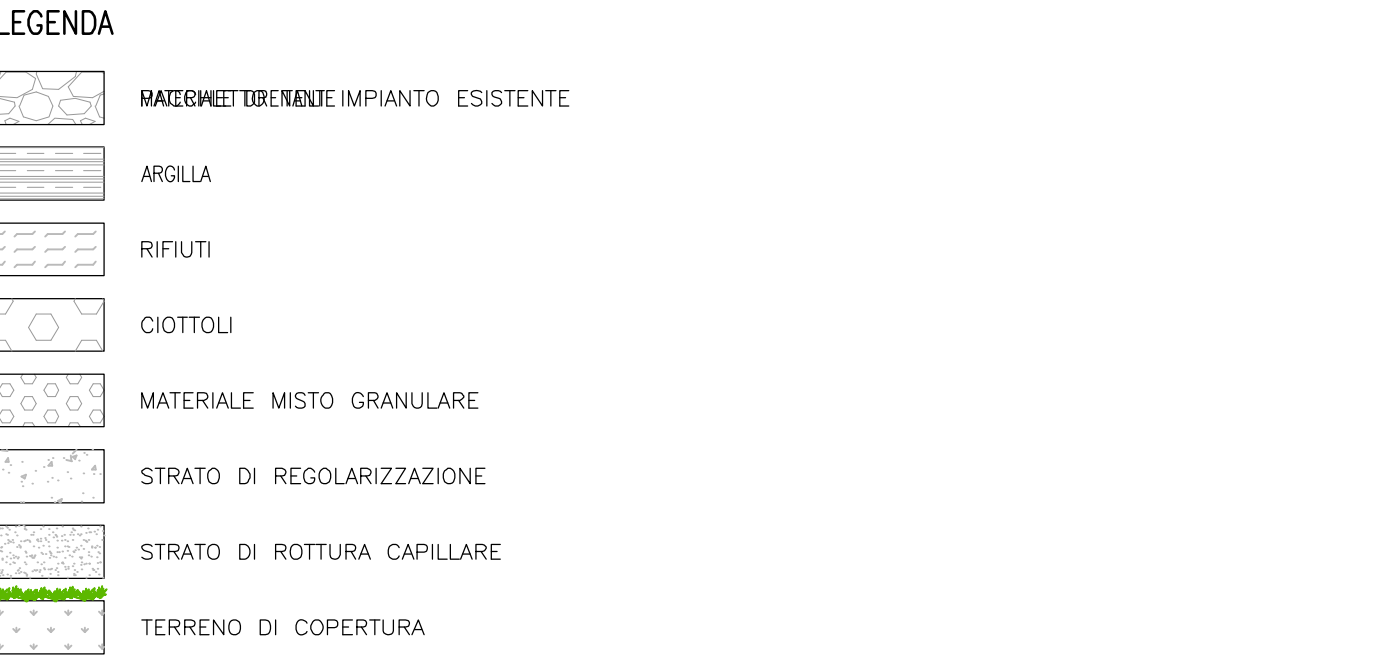 LEGENDA
IMPIANTO ESISTENTE
ARGILLA
RIFIUTI
CIOTTOLI
MATERIALE MISTO GRANULARE
STRATO DI REGOLARIZZAZIONE
STRATO DI ROTTURA CAPILLARE
TERRENO DI COPERTURA